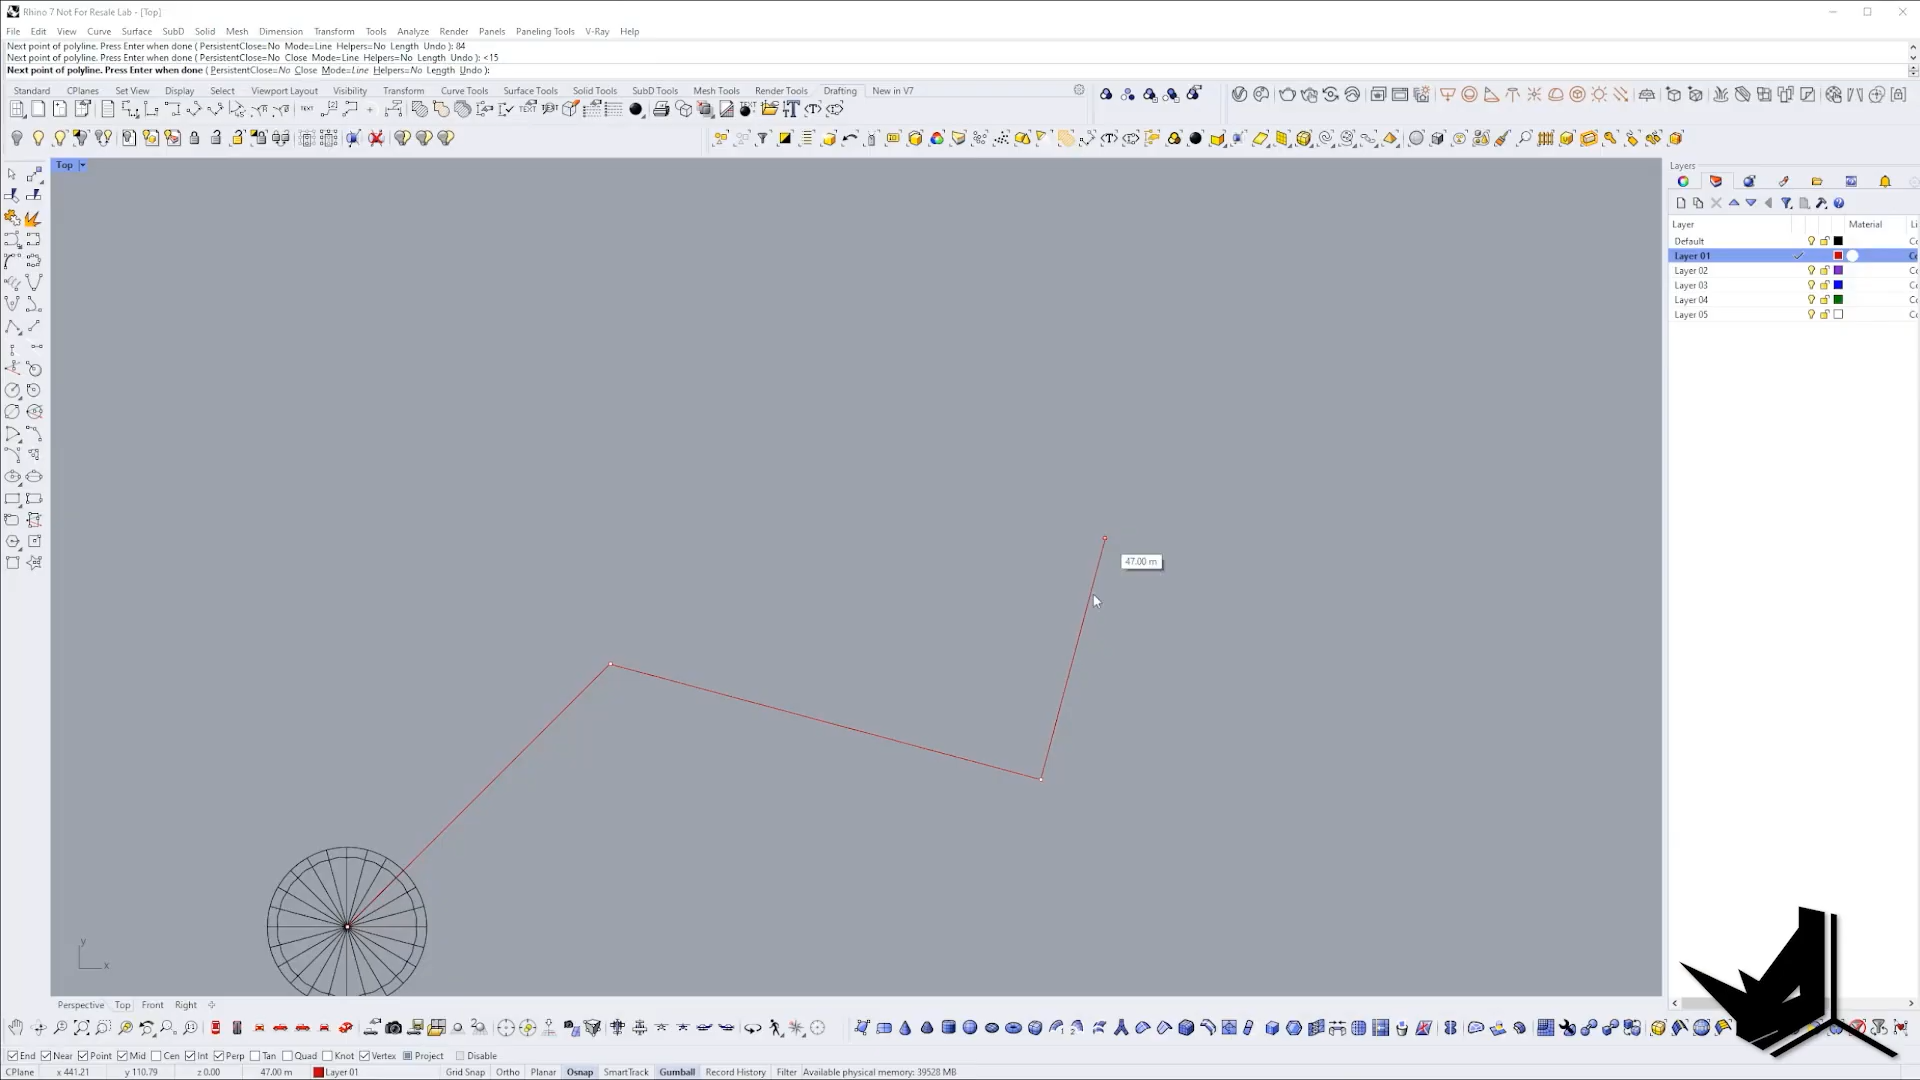 Rhino 7 Not For Resale Lab - [Top]
File Edit View Curve Surface SubD Solid Mesh Dimension Transform Tools Analyze Render Panels Paneling Tools V-Ray Help
Next point of polyline. Press Enter when done ( PersistentClose=No Mode=Line Helpers=No Length Undo ): 84
Next point of polyline. Press Enter when done ( PersistentClose=No Close Mode=Line Helpers=No Length Undo ): <15
Next point of polyline. Press Enter when done ( PersistentClose=No Close Mode=Line Helpers=No Length Undo ):
Standard CPlanes Set View Display Select Viewport Layout Visibility Transform Curve Tools Surface Tools Solid Tools SubD Tools Mesh Tools Render Tools Drafting New in V7
Top
Layers
Layer Material Li
Default
Layer 01
Layer 02
Layer 03
Layer 04
Layer 05
47.00 m
y
x
Perspective Top Front Right
End Near Point Mid Cen Int Perp Tan Quad Knot Vertex Project Disable
CPlane x 441.21 y 110.79 z 0.00 47.00 m Layer 01 Grid Snap Ortho Planar Osnap SmartTrack Gumball Record History Filter Available physical memory: 39528 MB